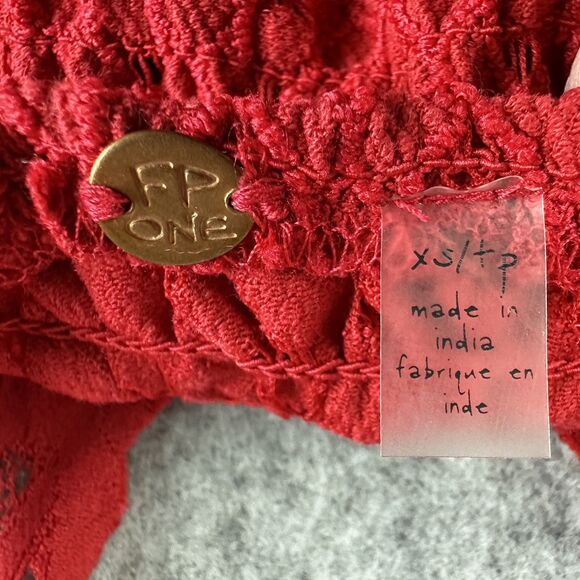 FP
ONE
xs/tp
made in
india
fabrique en
inde